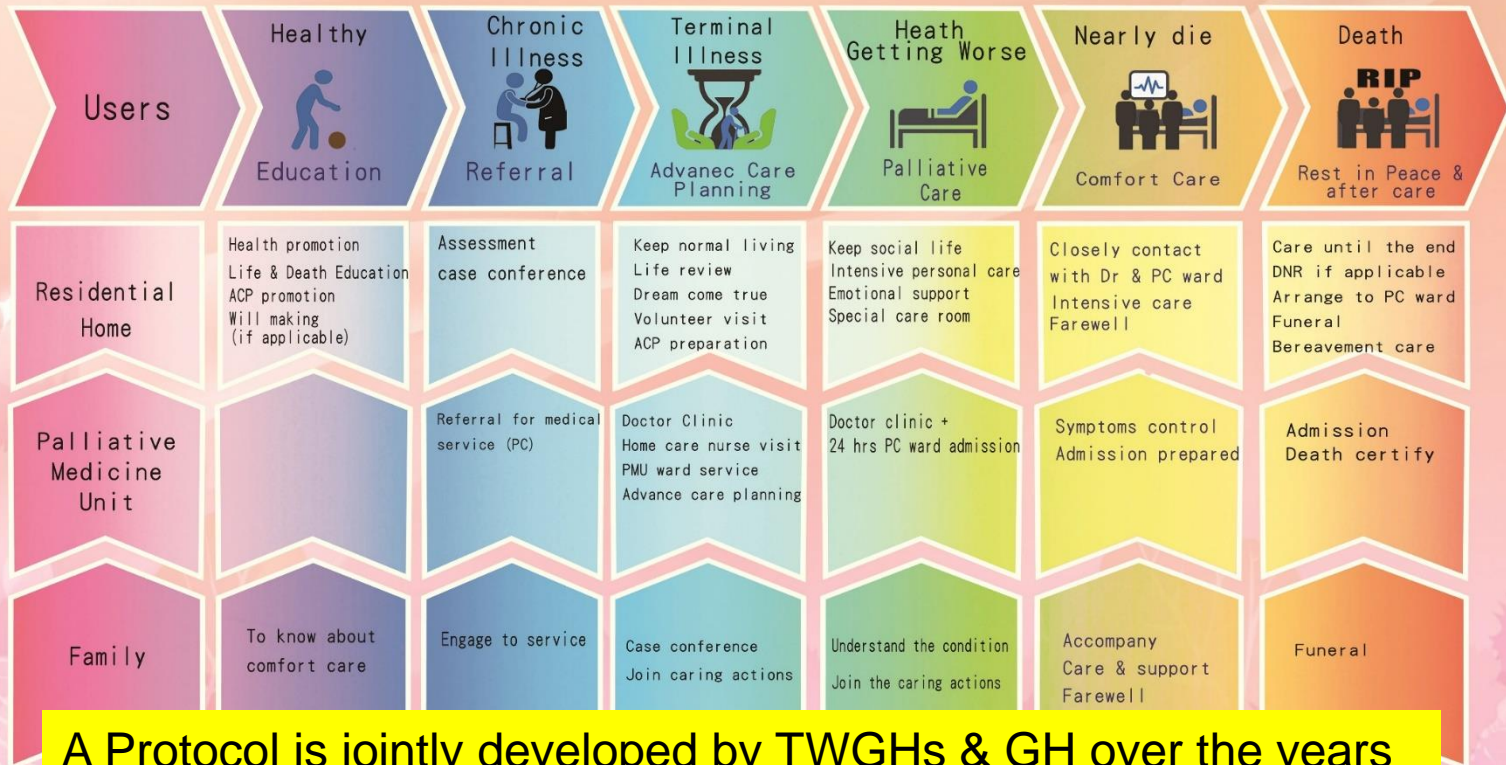 Users
Healthy
Education
Chronic
Illness
Referral
Terminal
Illness
Advanec Care
Planning
Heath
Getting Worse
Palliative
Care
Nearly die
Comfort Care
Death
RIP
Rest in Peace &
after care
Residential
Home
Health promotion
Life & Death Education
ACP promotion
Will making
(if applicable)
Assessment
case conference
Keep normal living
Life review
Dream come true
Volunteer visit
ACP preparation
Keep social life
Intensive personal care
Emotional support
Special care room
Closely contact
with Dr & PC ward
Intensive care
Farewell
Care until the end
DNR if applicable
Arrange to PC ward
Funeral
Bereavement care
Palliative
Medicine
Unit
Referral for medical
service (PC)
Doctor Clinic
Home care nurse visit
PMU ward service
Advance care planning
Doctor clinic +
24 hrs PC ward admission
Symptoms control
Admission prepared
Admission
Death certify
Family
To know about
comfort care
Engage to service
Case conference
Join caring actions
Understand the condition
Join the caring actions
Accompany
Care & support
Farewell
Funeral
A Protocol is jointly developed by TWGHs & GH over the years